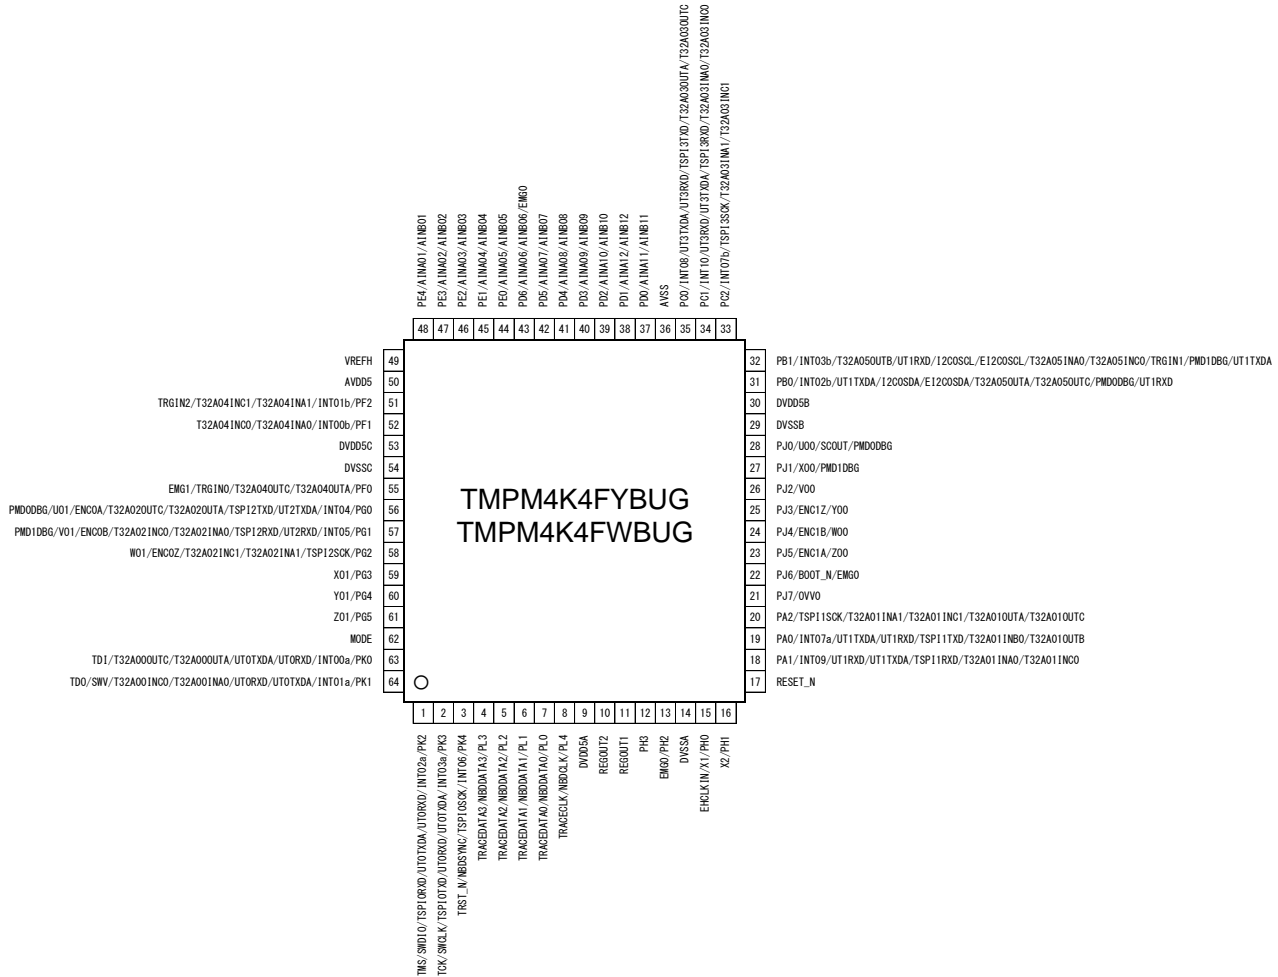 PE4/AINA01/AINB01
PE3/AINA02/AINB02
PE2/AINA03/AINB03
PE1/AINA04/AINB04
PE0/AINA05/AINB05
PD6/AINA06/AINB06/EMG0
PD5/AINA07/AINB07
PD4/AINA08/AINB08
PD3/AINA09/AINB09
PD2/AINA10/AINB10
PD1/AINA12/AINB12
PD0/AINA11/AINB11
AVSS
PC0/INT08/UT3TXDA/UT3RXD/TSPI3TXD/T32A03OUTA/T32A03OUTC
PC1/INT10/UT3RXD/UT3TXDA/TSPI3RXD/T32A03INA0/T32A03INC0
PC2/INT07b/TSPI3SCK/T32A03INA1/T32A03INC1
48 47 46 45 44 43 42 41 40 39 38 37 36 35 34 33
VREFH 49
AVDD5 50
TRGIN2/T32A04INC1/T32A04INA1/INT01b/PF2 51
T32A04INC0/T32A04INA0/INT00b/PF1 52
DVDD5C 53
DVSSC 54
EMG1/TRGIN0/T32A04OUTC/T32A04OUTA/PF0 55
PMD0DBG/UO1/ENC0A/T32A02OUTC/T32A02OUTA/TSPI2TXD/UT2TXDA/INT04/PG0 56
PMD1DBG/VO1/ENC0B/T32A02INC0/T32A02INA0/TSPI2RXD/UT2RXD/INT05/PG1 57
WO1/ENC0Z/T32A02INC1/T32A02INA1/TSPI2SCK/PG2 58
XO1/PG3 59
YO1/PG4 60
ZO1/PG5 61
MODE 62
TDI/T32A00OUTC/T32A00OUTA/UT0TXDA/UT0RXD/INT00a/PK0 63
TDO/SWV/T32A00INC0/T32A00INA0/UT0RXD/UT0TXDA/INT01a/PK1 64
TMPM4K4FYBUG
TMPM4K4FWBUG
32 PB1/INT03b/T32A05OUTB/UT1RXD/I2C0SCL/EI2C0SCL/T32A05INA0/T32A05INC0/TRGIN1/PMD1DBG/UT1TXDA
31 PB0/INT02b/UT1TXDA/I2C0SDA/EI2C0SDA/T32A05OUTA/T32A05OUTC/PMD0DBG/UT1RXD
30 DVDD5B
29 DVSSB
28 PJ0/UO0/SCOUT/PMD0DBG
27 PJ1/XO0/PMD1DBG
26 PJ2/VO0
25 PJ3/ENC1Z/YO0
24 PJ4/ENC1B/WO0
23 PJ5/ENC1A/ZO0
22 PJ6/BOOT_N/EMG0
21 PJ7/OVV0
20 PA2/TSPI1SCK/T32A01INA1/T32A01INC1/T32A01OUTA/T32A01OUTC
19 PA0/INT07a/UT1TXDA/UT1RXD/TSPI1TXD/T32A01INB0/T32A01OUTB
18 PA1/INT09/UT1RXD/UT1TXDA/TSPI1RXD/T32A01INA0/T32A01INC0
17 RESET_N
1 2 3 4 5 6 7 8 9 10 11 12 13 14 15 16
TMS/SWDIO/TSPI0RXD/UT0TXDA/UT0RXD/INT02a/PK2
TCK/SWCLK/TSPI0TXD/UT0RXD/UT0TXDA/INT03a/PK3
TRST_N/NBDSYNC/TSPI0SCK/INT06/PK4
TRACEDATA3/NBDDATA3/PL3
TRACEDATA2/NBDDATA2/PL2
TRACEDATA1/NBDDATA1/PL1
TRACEDATA0/NBDDATA0/PL0
TRACECLK/NBDCLK/PL4
DVDD5A
REGOUT2
REGOUT1
PH3
EMG0/PH2
DVSSA
EHCLKIN/X1/PH0
X2/PH1